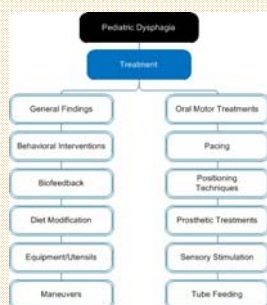 Pediatric Dysphagia
Treatment
General Findings
Behavioral Interventions
Biofeedback
Diet Modification
Equipment/Utensils
Maneuvers
Oral Motor Treatments
Pacing
Positioning
Techniques
Prosthetic Treatments
Sensory Stimulation
Tube Feeding